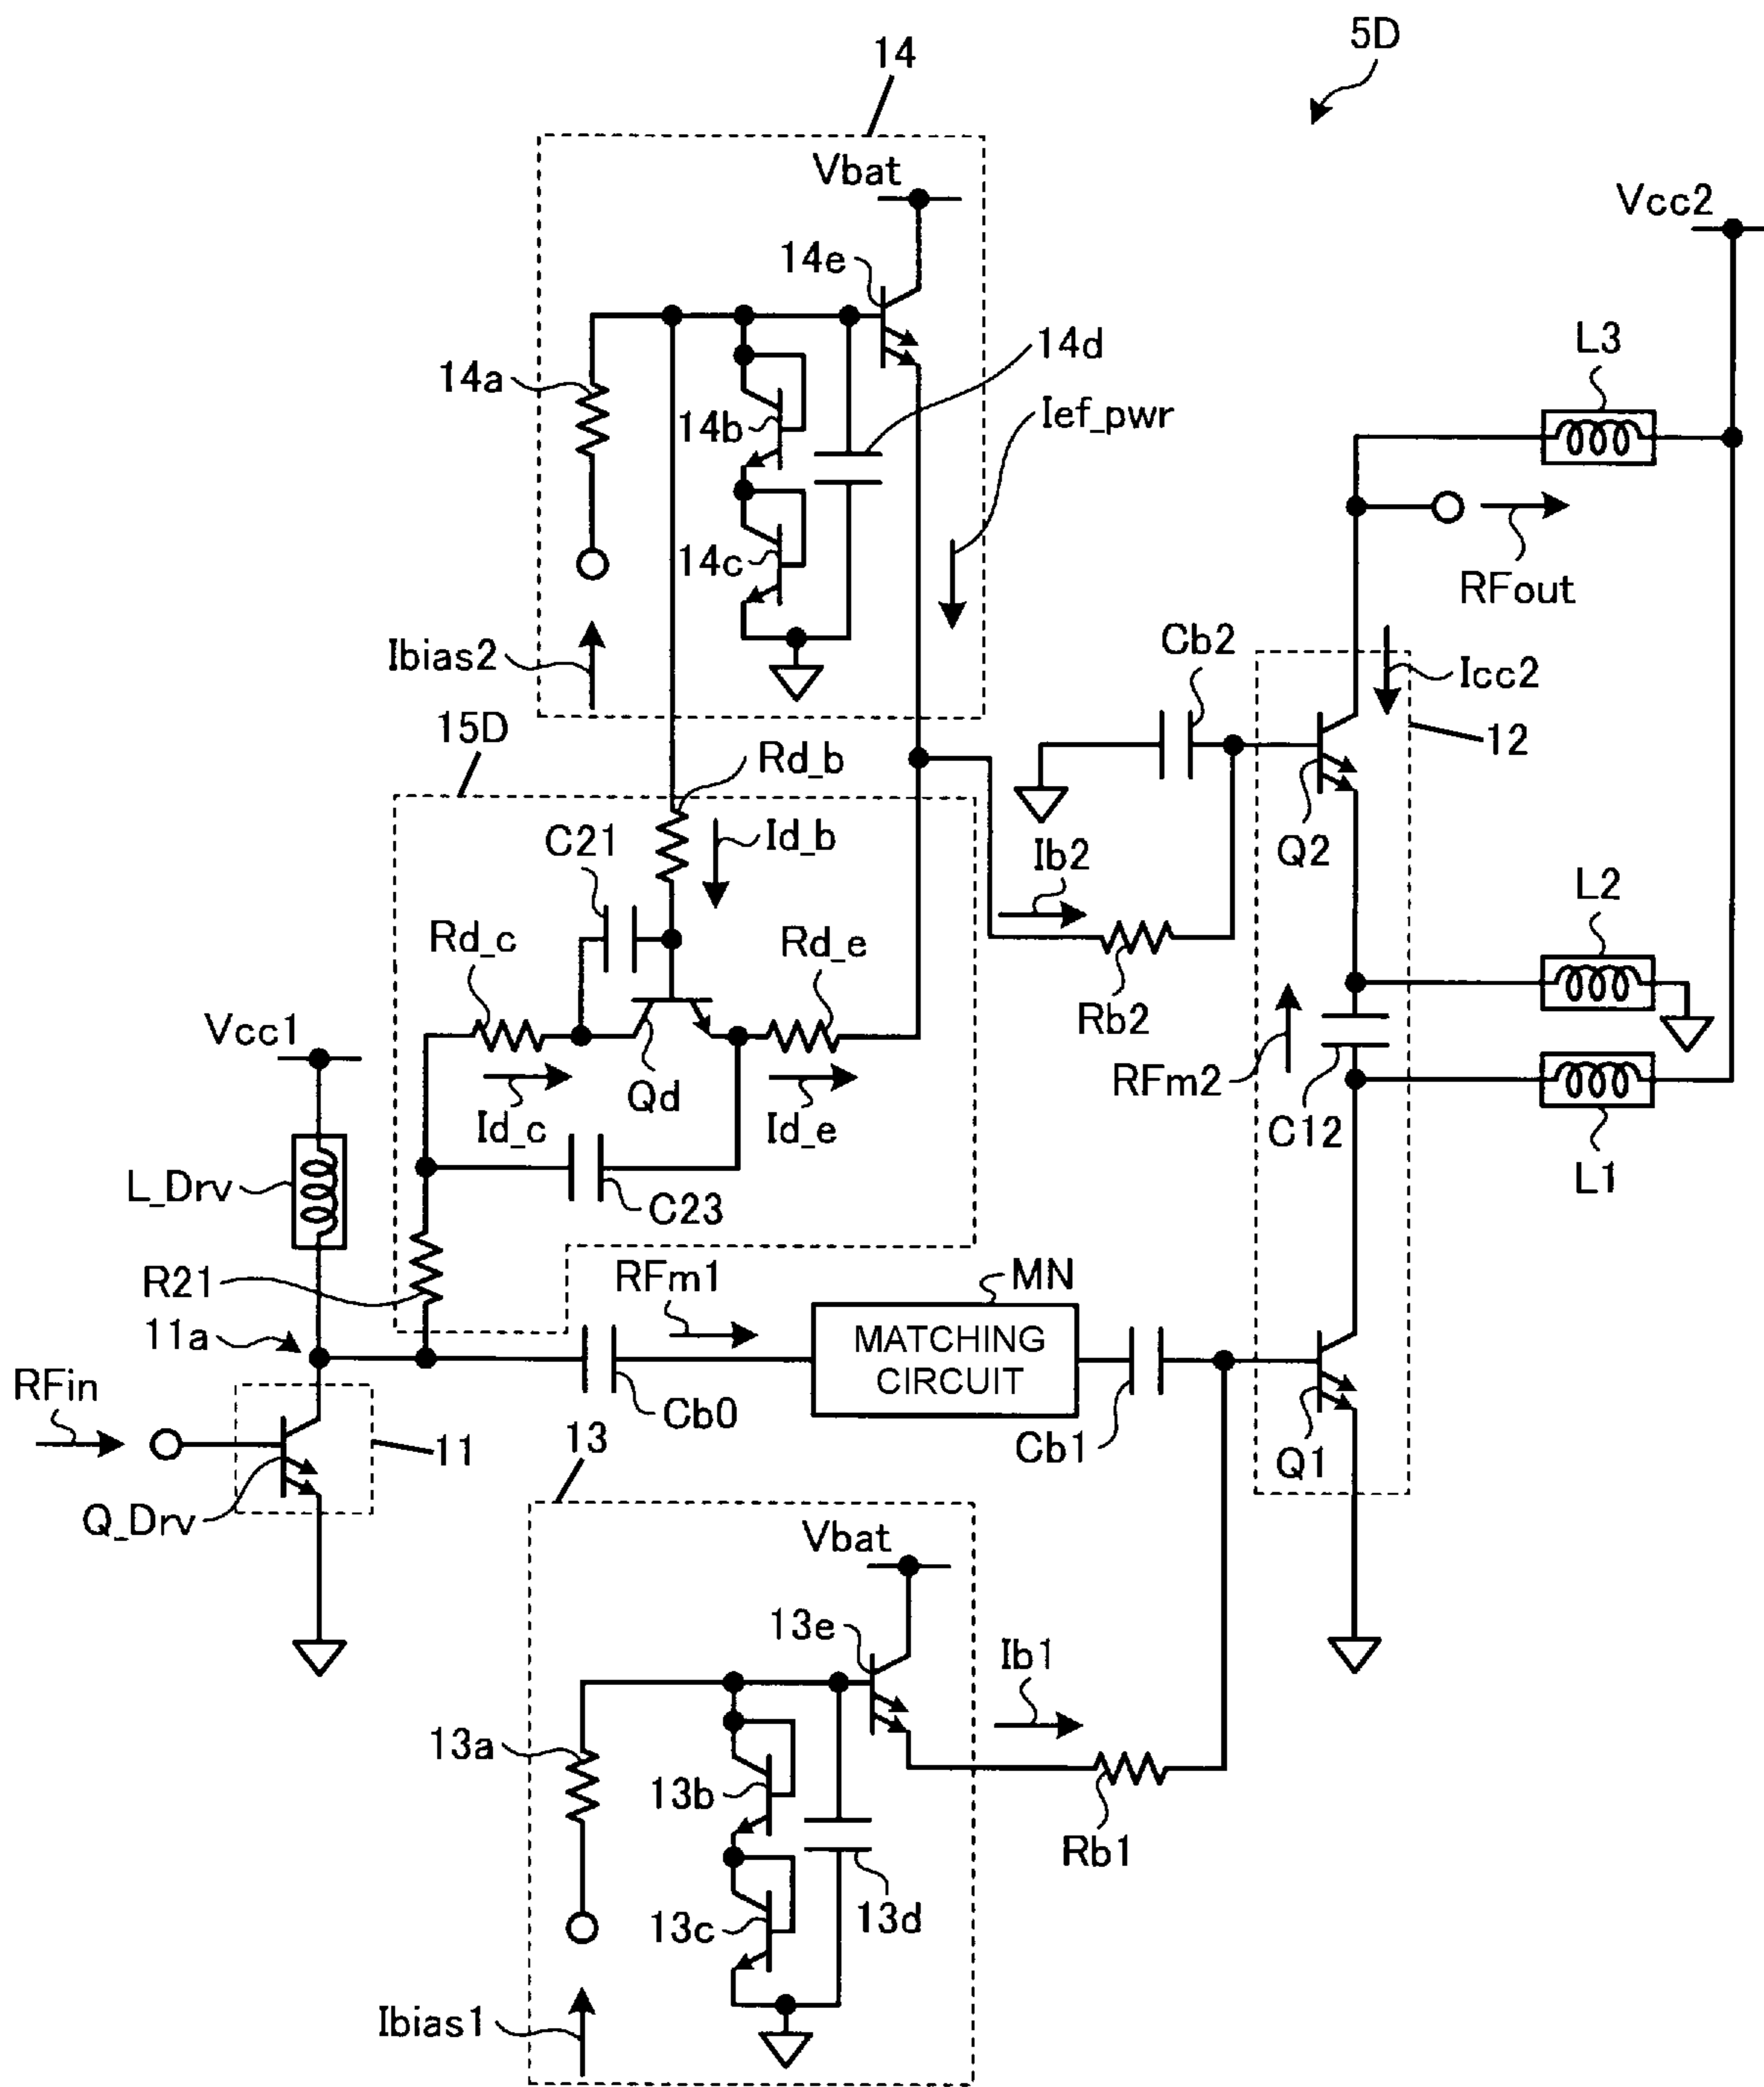 5D
14
Vbat
Vcc2
14e
14d
L3
14a
14b
Ief_pwr
14c
RFout
Ibias2
Cb2
Icc2
15D
12
Rd_b
C21
Id_b
Q2
Ib2
L2
Rd_c
Rd_e
Rb2
Vcc1
Qd
RFm2
Id_c
Id_e
C12
L_Drv
C23
L1
R21
RFm1
MN
11a
MATCHING
CIRCUIT
RFin
Cb0
11
13
Cb1
Q1
Q_Drv
Vbat
13e
Ib1
13a
13b
Rb1
13c
13d
Ibias1